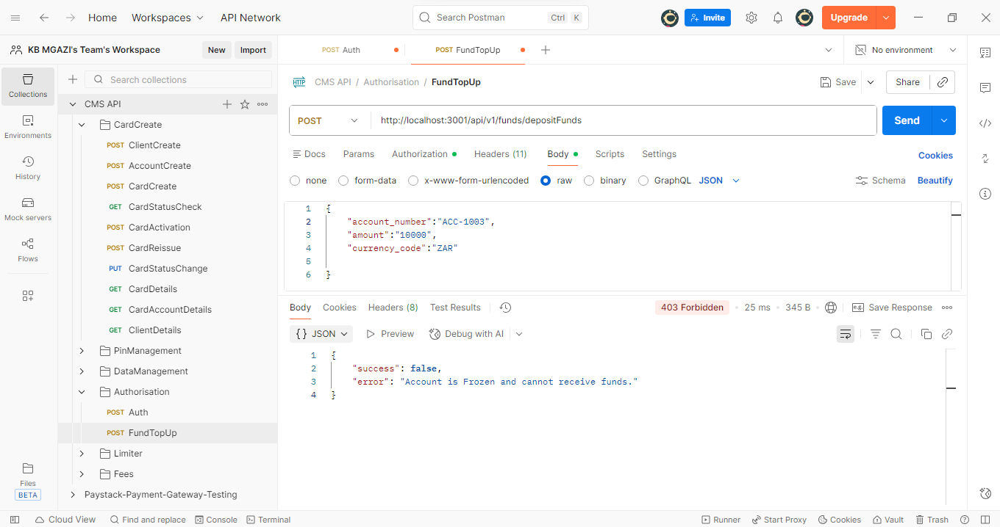 Home Workspaces API Network Search Postman Ctrl K Invite Upgrade
KB MGAZI's Team's Workspace New Import
POST Auth POST FundTopUp No environment
Collections
Environments
History
Mock servers
Flows
Files
BETA
Search collections
CMS API
CardCreate
POST ClientCreate
POST AccountCreate
POST CardCreate
GET CardStatusCheck
POST CardActivation
POST CardReissue
PUT CardStatusChange
GET CardDetails
GET CardAccountDetails
GET ClientDetails
PinManagement
DataManagement
Authorisation
POST Auth
POST FundTopUp
Limiter
Fees
Paystack-Payment-Gateway-Testing
HTTP CMS API / Authorisation / FundTopUp Save Share
POST http://localhost:3001/api/v1/funds/depositFunds Send
Docs Params Authorization Headers (11) Body Scripts Settings Cookies
none form-data x-www-form-urlencoded raw binary GraphQL JSON Schema Beautify
1 {
2 "account_number":"ACC-1003",
3 "amount":"10000",
4 "currency_code":"ZAR"
5
6 }
Body Cookies Headers (8) Test Results 403 Forbidden • 25 ms • 345 B • e.g. Save Response
{} JSON Preview Debug with AI
1 {
2 "success": false,
3 "error": "Account is Frozen and cannot receive funds."
4 }
Cloud View Find and replace Console Terminal Runner Start Proxy Cookies Vault Trash